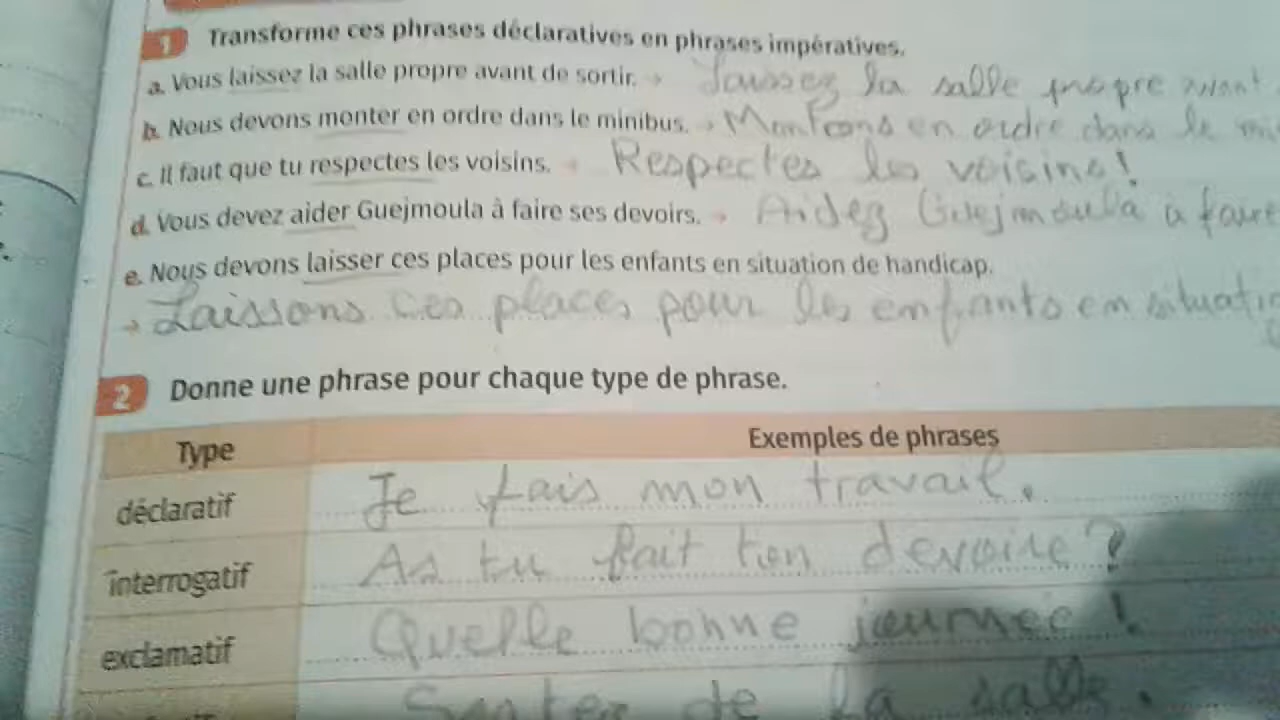 1 Transforme ces phrases déclaratives en phrases impératives.
a. Vous laissez la salle propre avant de sortir. → Laissez la salle propre avant
b. Nous devons monter en ordre dans le minibus. → Montons en ordre dans le mi
c. Il faut que tu respectes les voisins. → Respectes les voisins!
d. Vous devez aider Guejmoula à faire ses devoirs. → Aidez Guejmoula à faire
e. Nous devons laisser ces places pour les enfants en situation de handicap.
→ Laissons ces places pour les enfants en situatio
2 Donne une phrase pour chaque type de phrase.
Type Exemples de phrases
déclaratif Je fais mon travail.
interrogatif As tu fait ton devoire?
exclamatif Quelle bonne journée!
de la salle.